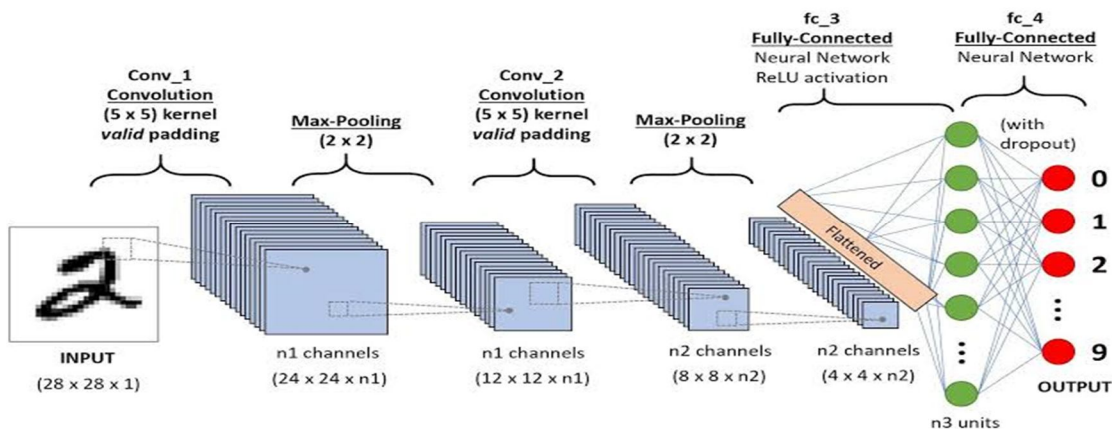 fc_3
Fully-Connected
Neural Network
ReLU activation
fc_4
Fully-Connected
Neural Network
Conv_1
Convolution
(5 x 5) kernel
valid padding
Max-Pooling
(2 x 2)
Conv_2
Convolution
(5 x 5) kernel
valid padding
Max-Pooling
(2 x 2)
(with
dropout)
Flattened
0
1
2
9
2
INPUT
(28 x 28 x 1)
n1 channels
(24 x 24 x n1)
n1 channels
(12 x 12 x n1)
n2 channels
(8 x 8 x n2)
n2 channels
(4 x 4 x n2)
n3 units
OUTPUT